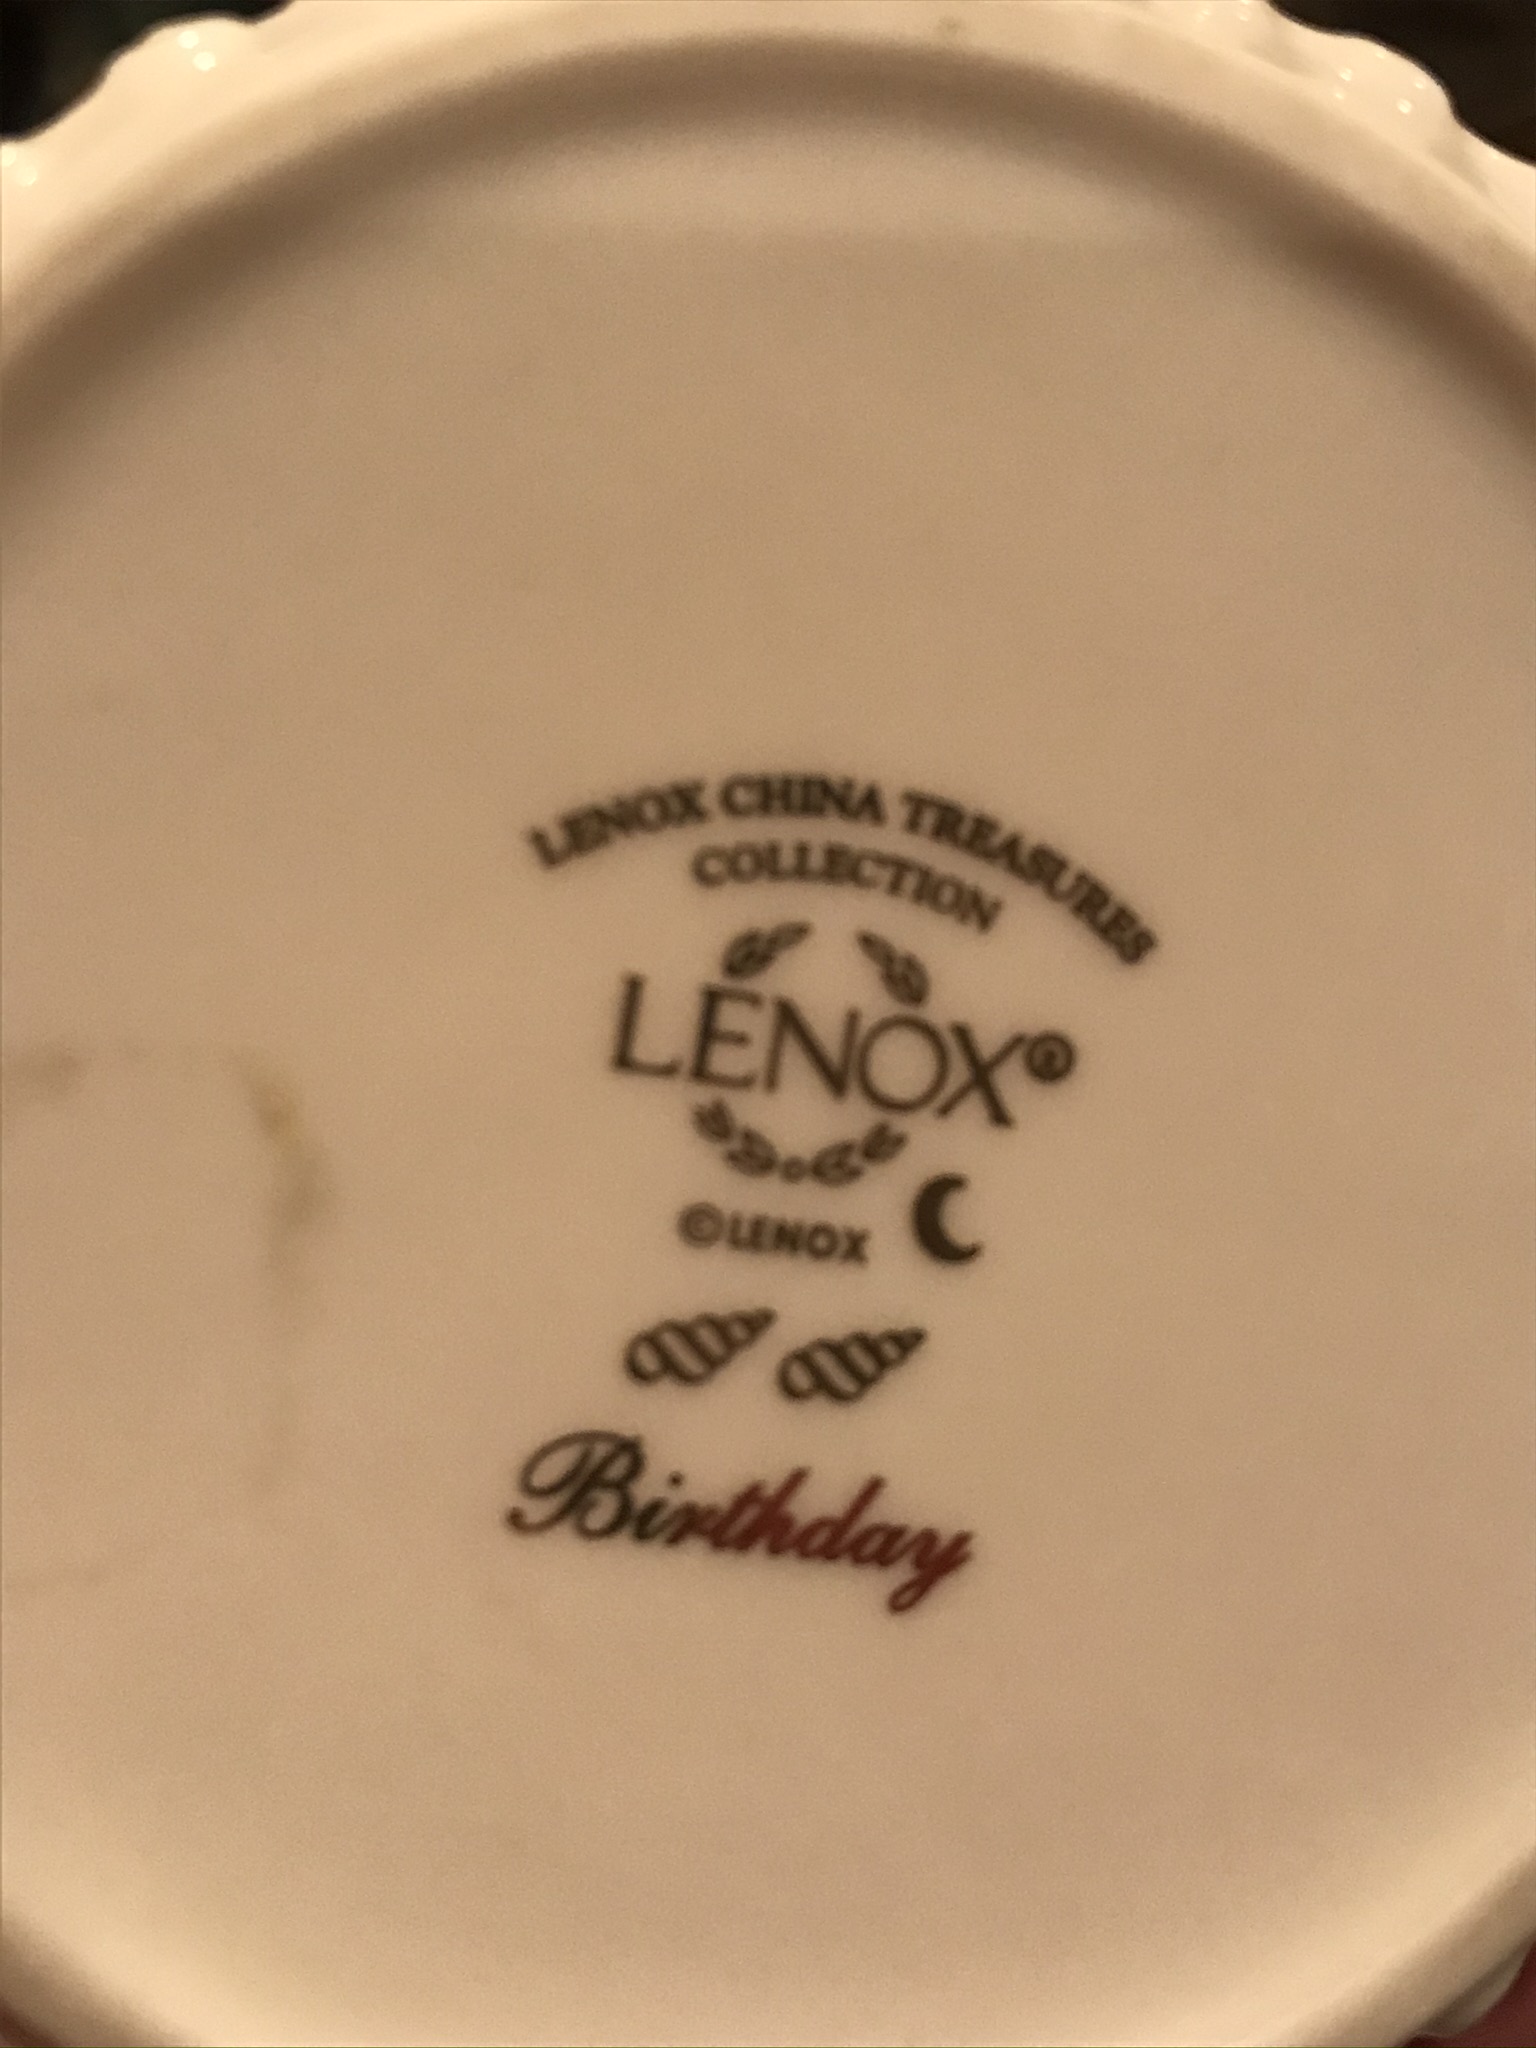 LENOX CHINA TREASURES
COLLECTION
LENOX®
©LENOX
Birthday